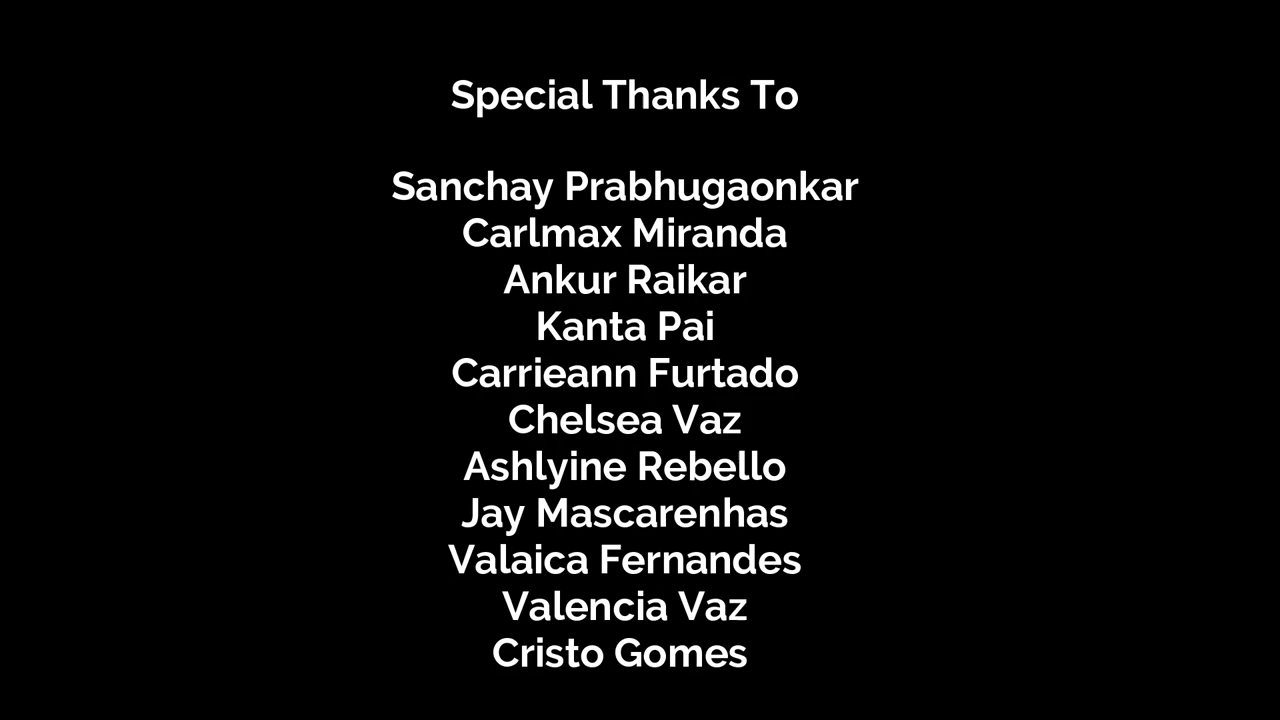 Special Thanks To
Sanchay Prabhugaonkar
Carlmax Miranda
Ankur Raikar
Kanta Pai
Carrieann Furtado
Chelsea Vaz
Ashlyine Rebello
Jay Mascarenhas
Valaica Fernandes
Valencia Vaz
Cristo Gomes